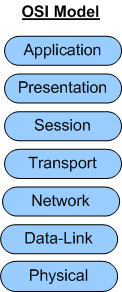 OSI Model
Application
Presentation
Session
Transport
Network
Data-Link
Physical